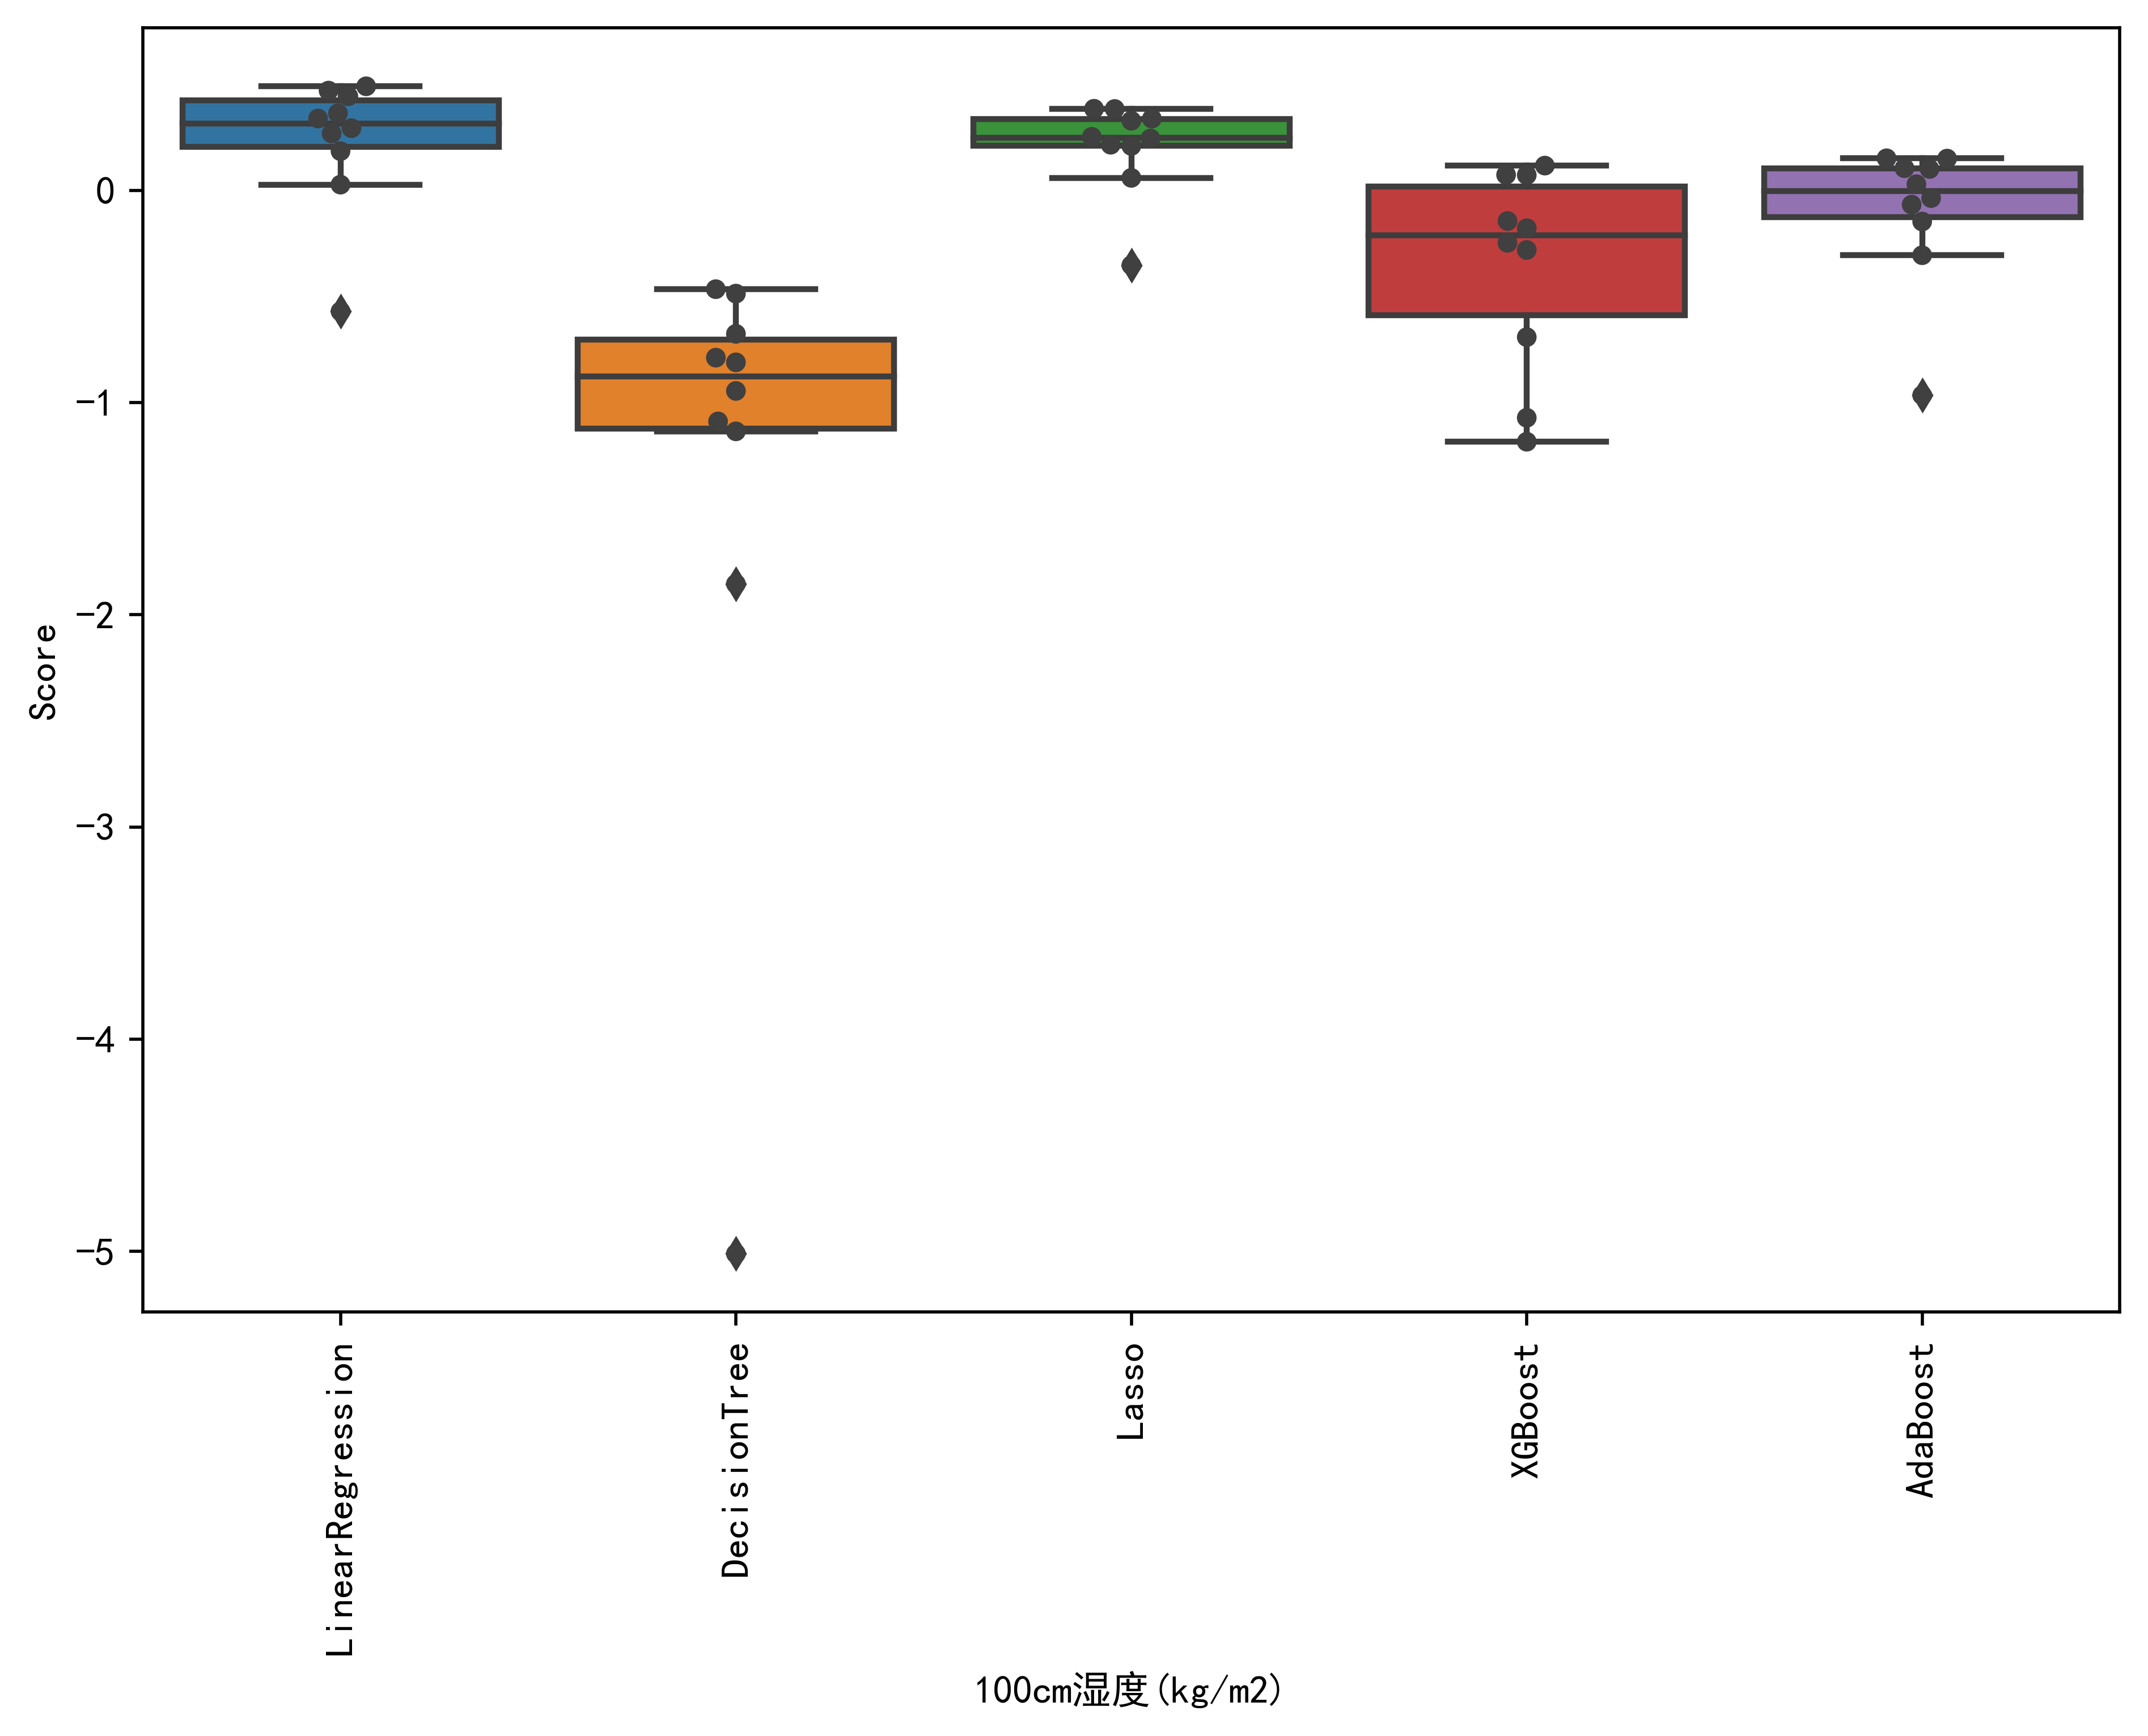 Score
0
−1
−2
−3
−4
−5
LinearRegression
DecisionTree
Lasso
XGBoost
AdaBoost
100cm湿度(kg/m2)